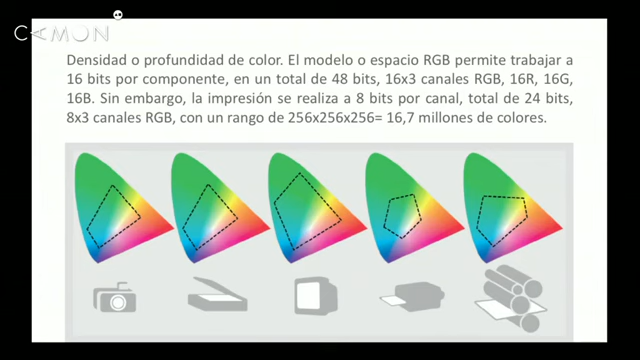 CAMON
Densidad o profundidad de color. El modelo o espacio RGB permite trabajar a
16 bits por componente, en un total de 48 bits, 16x3 canales RGB, 16R, 16G,
16B. Sin embargo, la impresión se realiza a 8 bits por canal, total de 24 bits,
8x3 canales RGB, con un rango de 256x256x256= 16,7 millones de colores.